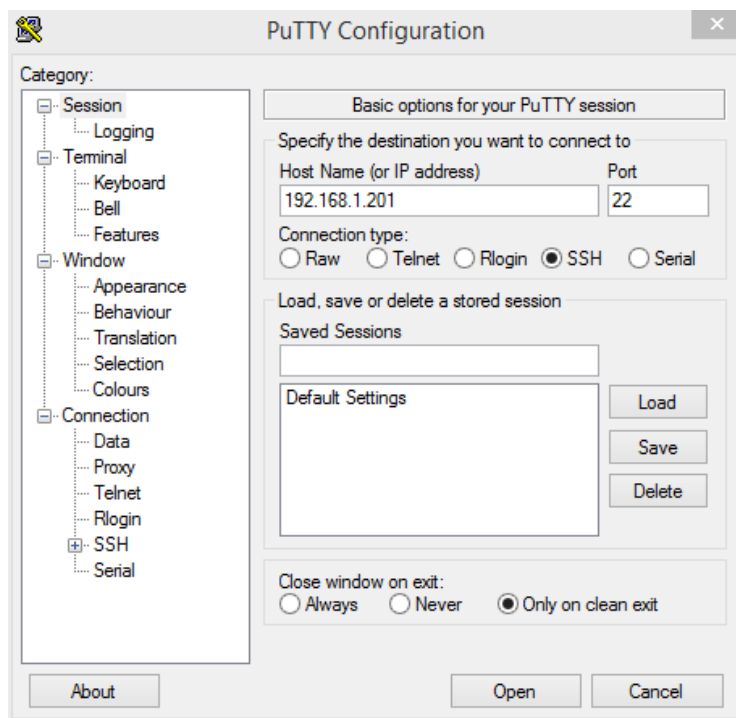 PuTTY Configuration
Category:
Session
Logging
Terminal
Keyboard
Bell
Features
Window
Appearance
Behaviour
Translation
Selection
Colours
Connection
Data
Proxy
Telnet
Rlogin
SSH
Serial
Basic options for your PuTTY session
Specify the destination you want to connect to
Host Name (or IP address) Port
192.168.1.201 22
Connection type:
Raw Telnet Rlogin SSH Serial
Load, save or delete a stored session
Saved Sessions
Default Settings
Load
Save
Delete
Close window on exit:
Always Never Only on clean exit
About Open Cancel